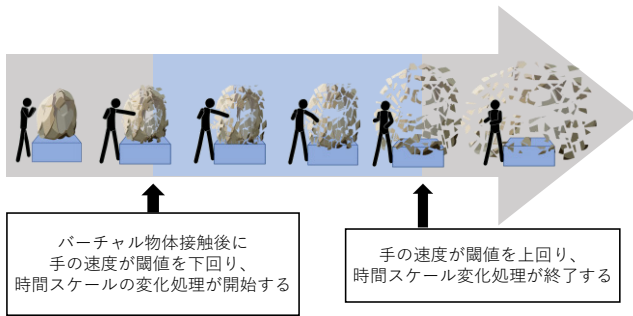 バーチャル物体接触後に
手の速度が閾値を下回り、
時間スケールの変化処理が開始する
手の速度が閾値を上回り、
時間スケール変化処理が終了する